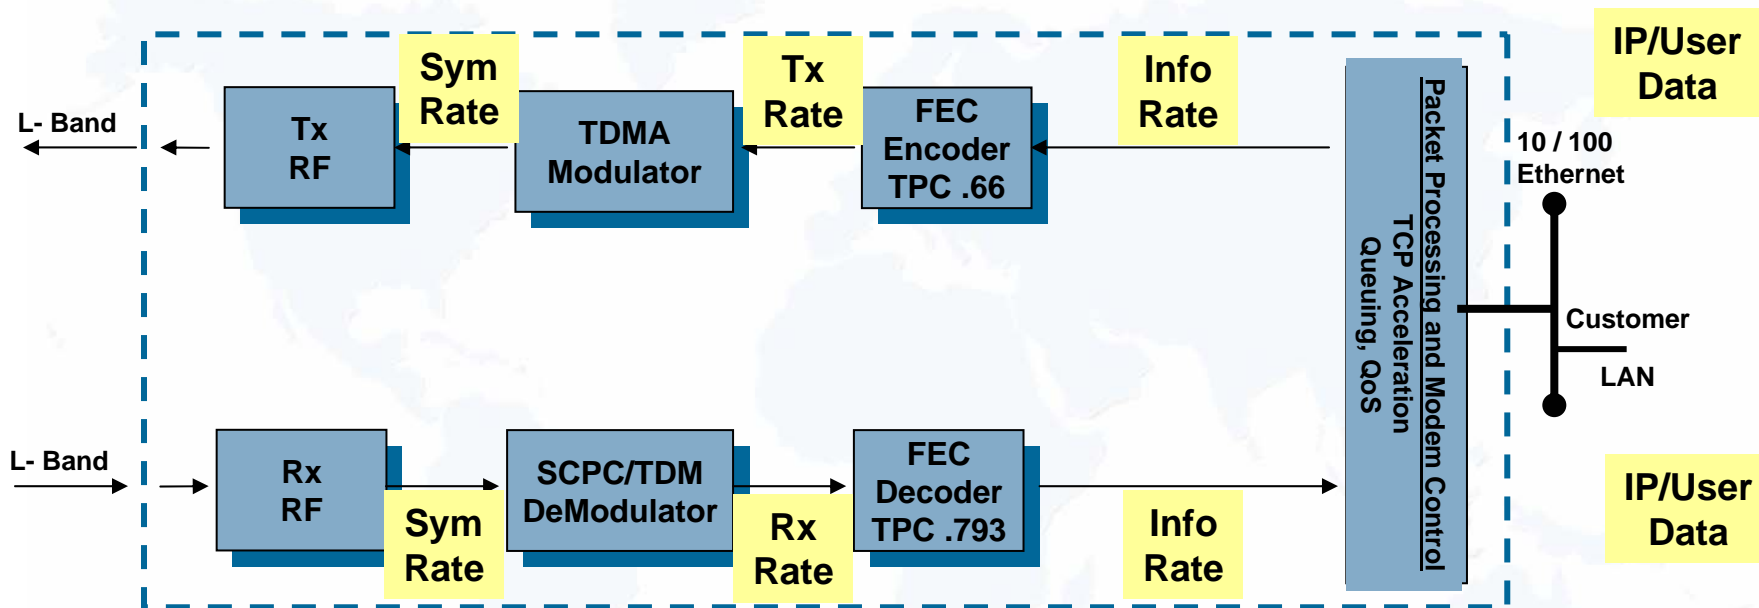 IP/User
Data
Sym
Rate
Tx
Rate
Info
Rate
L- Band
Tx
RF
TDMA
Modulator
FEC
Encoder
TPC .66
Packet Processing and Modem Control
TCP Acceleration
Queuing, QoS
10 / 100
Ethernet
Customer
LAN
L- Band
Rx
RF
SCPC/TDM
DeModulator
FEC
Decoder
TPC .793
Sym
Rate
Rx
Rate
Info
Rate
IP/User
Data